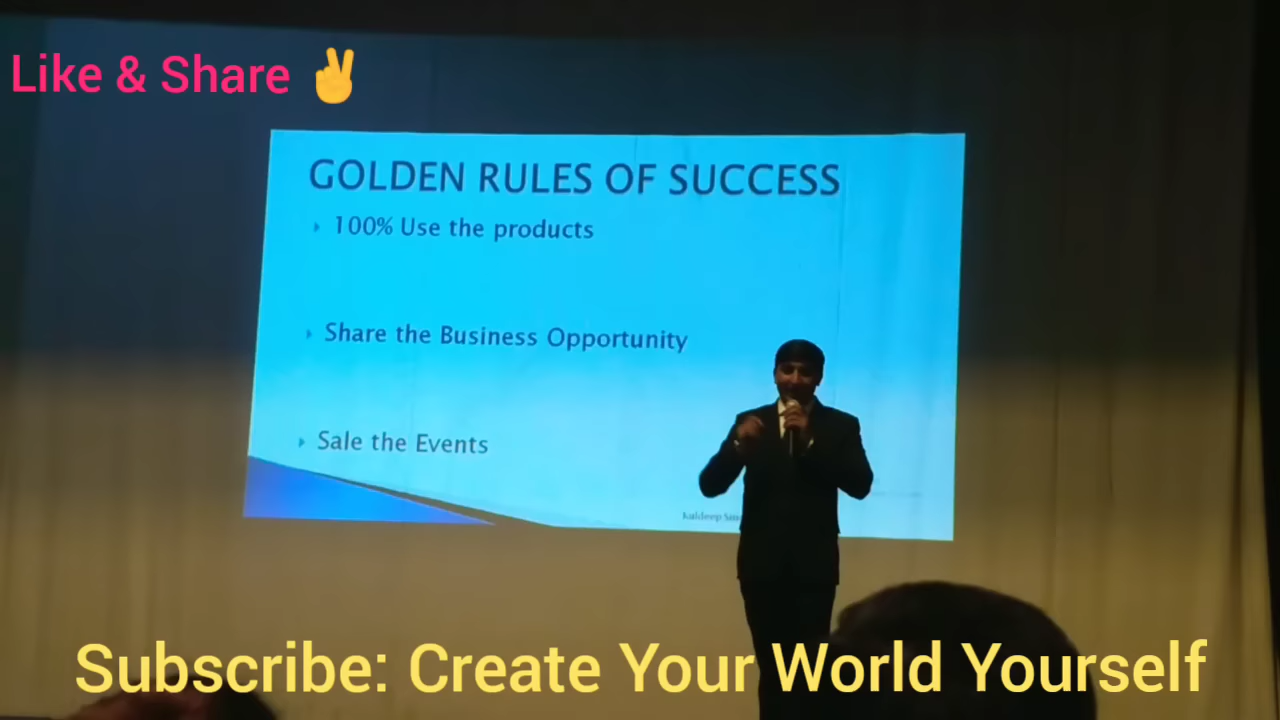 Like & Share ✌
GOLDEN RULES OF SUCCESS
100% Use the products
Share the Business Opportunity
Sale the Events
Kuldeep
Subscribe: Create Your World Yourself